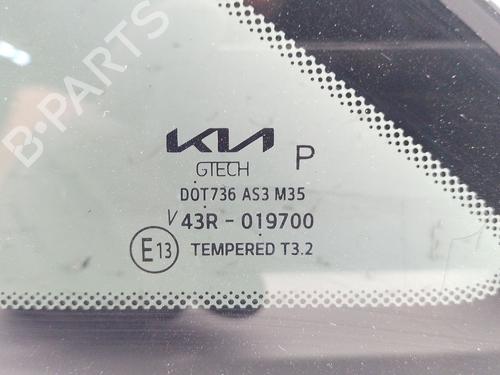 B-PARTS
KIA
GTECH P
DOT736 AS3 M35
V 43R - 019700
E13 TEMPERED T3.2